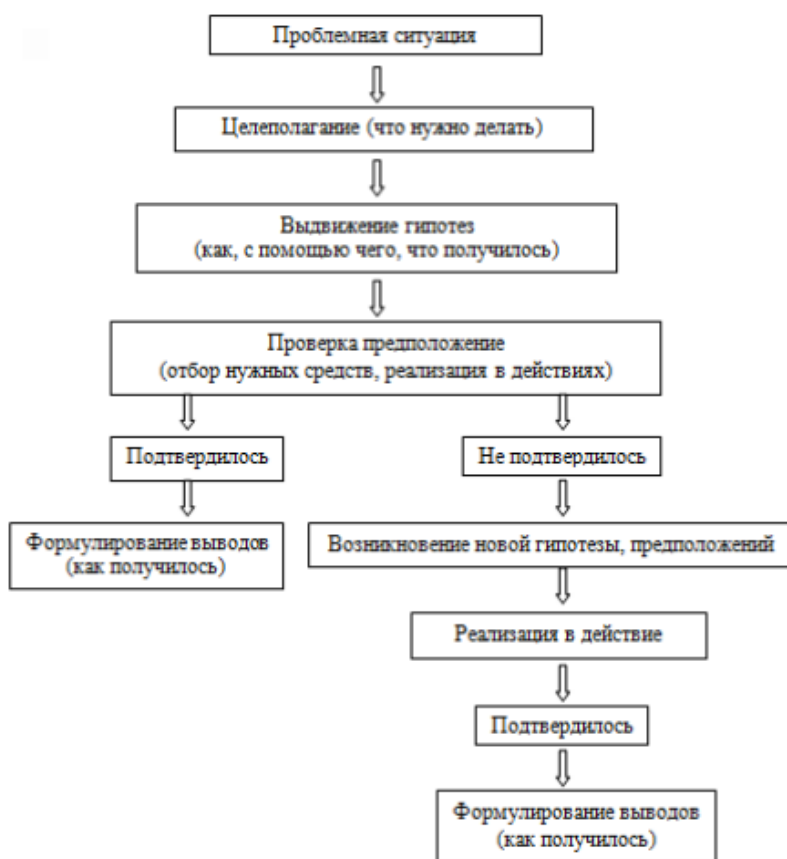 Проблемная ситуация
Целеполагание (что нужно делать)
Выдвижение гипотез
(как, с помощью чего, что получилось)
Проверка предположение
(отбор нужных средств, реализация в действиях)
Подтвердилось
Не подтвердилось
Формулирование выводов
(как получилось)
Возникновение новой гипотезы, предположений
Реализация в действие
Подтвердилось
Формулирование выводов
(как получилось)